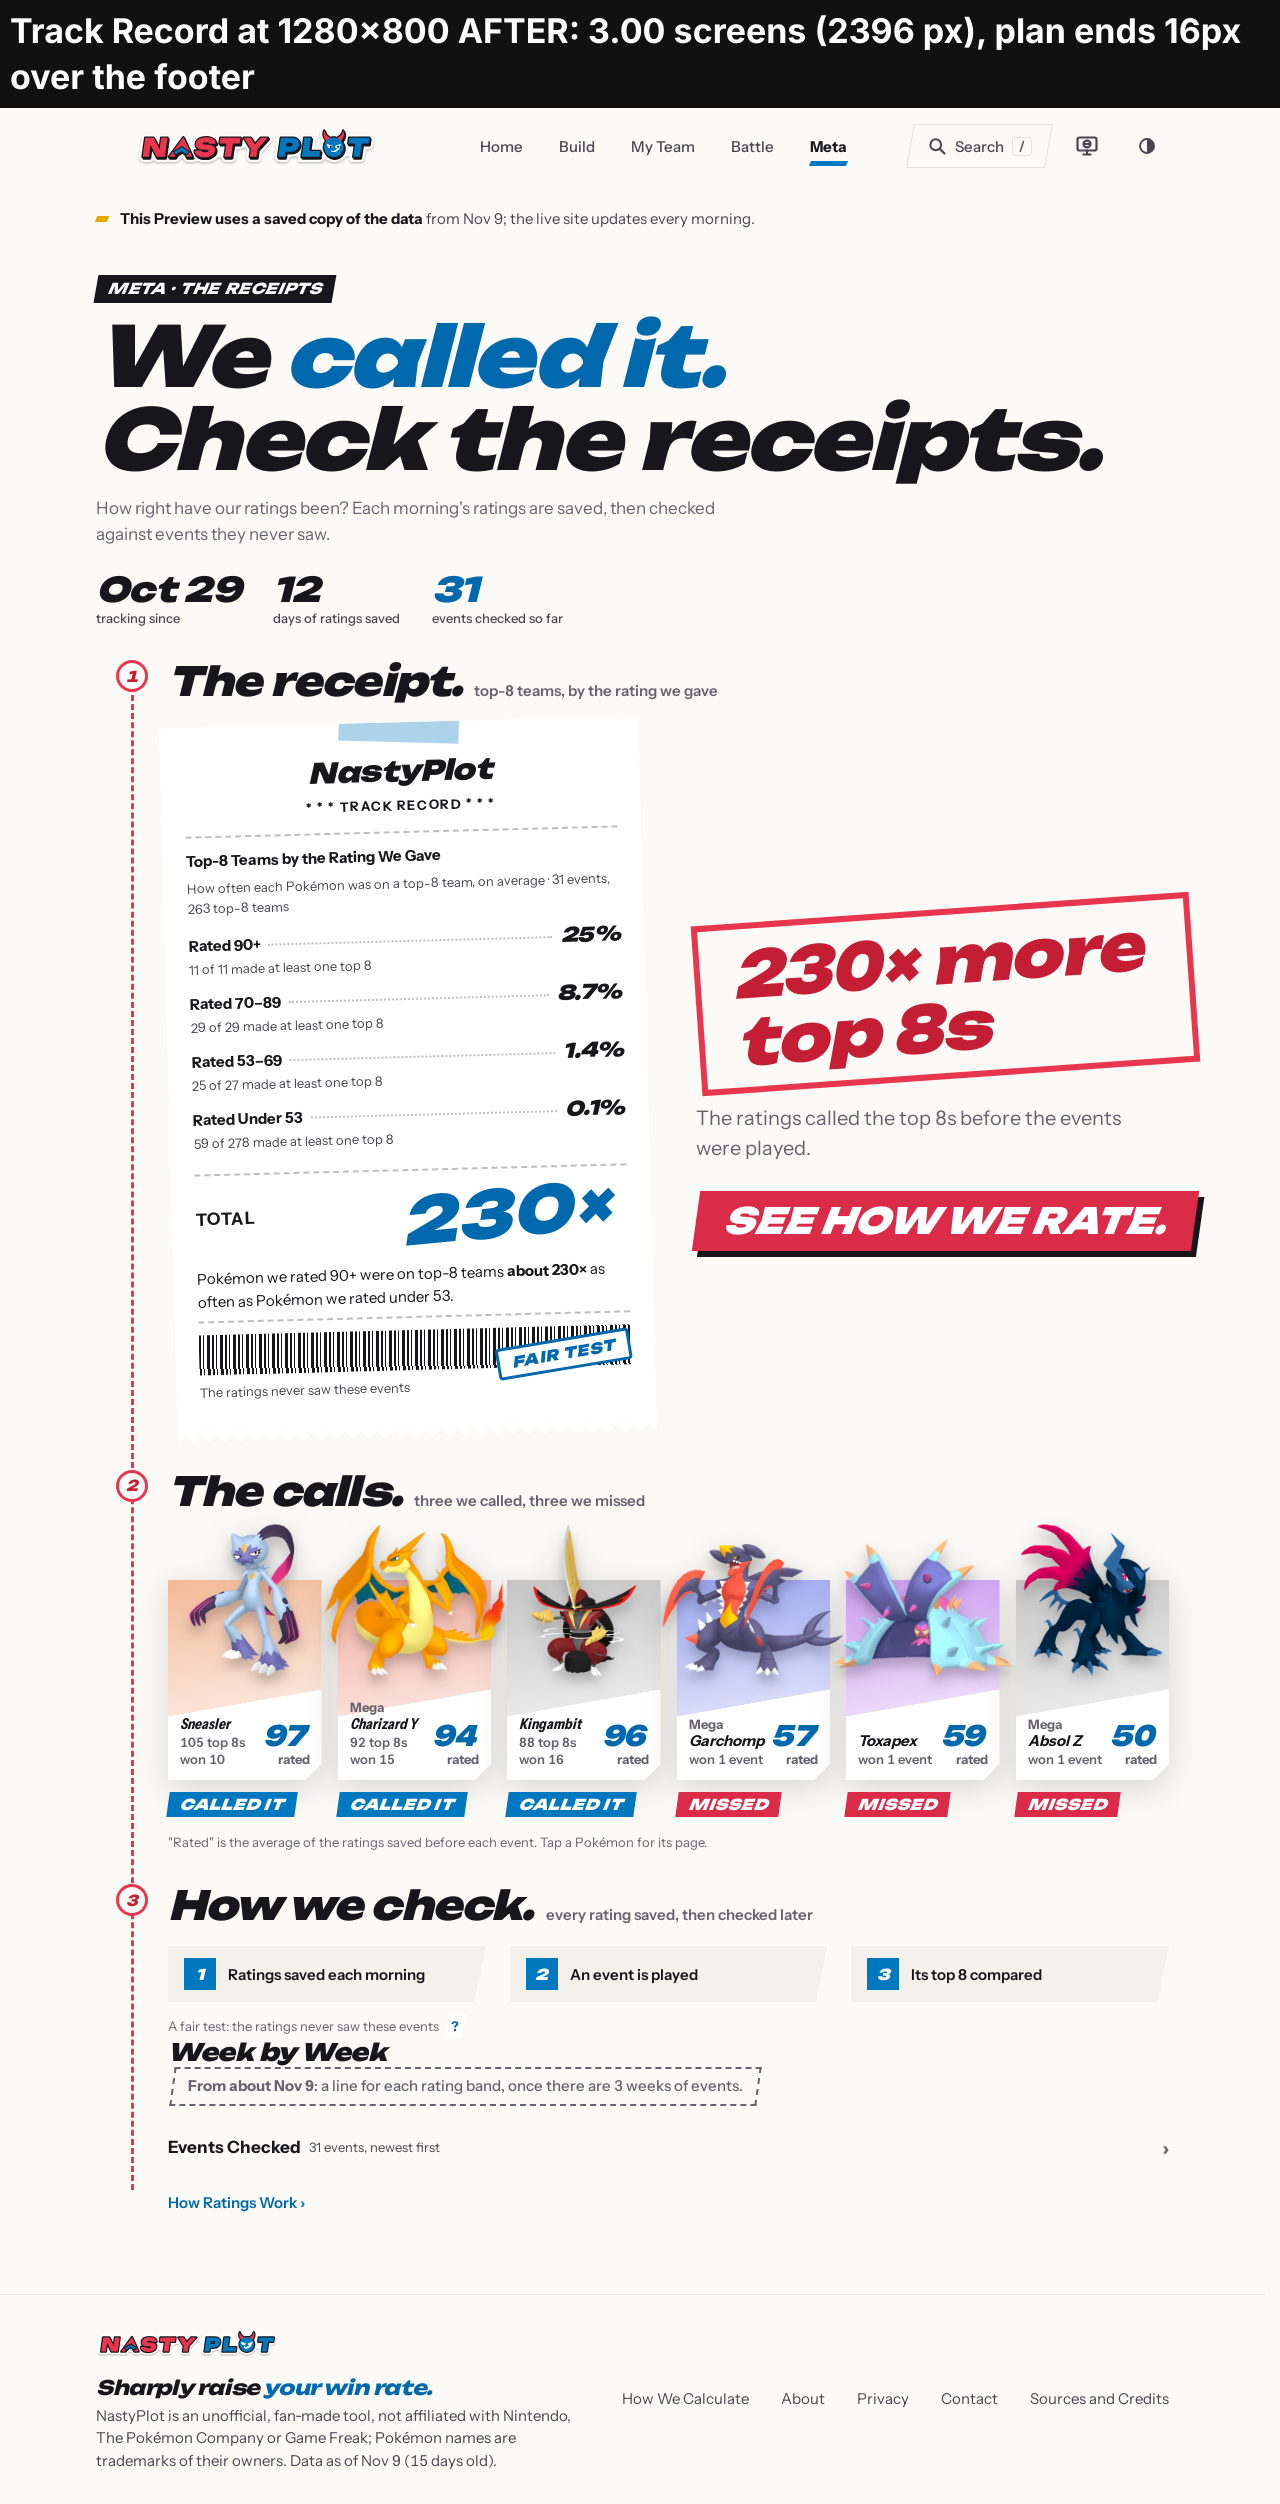 Track Record at 1280×800 AFTER: 3.00 screens (2396 px), plan ends 16px
over the footer
NASTY PLOT
Home
Build
My Team
Battle
Meta
Search /
This Preview uses a saved copy of the data from Nov 9; the live site updates every morning.
META · THE RECEIPTS
We called it.
Check the receipts.
How right have our ratings been? Each morning's ratings are saved, then checked
against events they never saw.
Oct 29
tracking since
12
days of ratings saved
31
events checked so far
1
The receipt. top-8 teams, by the rating we gave
NastyPlot
* * * TRACK RECORD * * *
Top-8 Teams by the Rating We Gave
How often each Pokémon was on a top-8 team, on average · 31 events,
263 top-8 teams
Rated 90+ 25%
11 of 11 made at least one top 8
Rated 70–89 8.7%
29 of 29 made at least one top 8
Rated 53–69 1.4%
25 of 27 made at least one top 8
Rated Under 53 0.1%
59 of 278 made at least one top 8
TOTAL 230×
Pokémon we rated 90+ were on top-8 teams about 230× as
often as Pokémon we rated under 53.
FAIR TEST
The ratings never saw these events
230× more
top 8s
The ratings called the top 8s before the events
were played.
SEE HOW WE RATE.
2
The calls. three we called, three we missed
Sneasler
105 top 8s
won 10
97
rated
CALLED IT
Mega
Charizard Y
92 top 8s
won 15
94
rated
CALLED IT
Kingambit
88 top 8s
won 16
96
rated
CALLED IT
Mega
Garchomp
won 1 event
57
rated
MISSED
Toxapex
won 1 event
59
rated
MISSED
Mega
Absol Z
won 1 event
50
rated
MISSED
"Rated" is the average of the ratings saved before each event. Tap a Pokémon for its page.
3
How we check. every rating saved, then checked later
1 Ratings saved each morning
2 An event is played
3 Its top 8 compared
A fair test: the ratings never saw these events ?
Week by Week
From about Nov 9: a line for each rating band, once there are 3 weeks of events.
Events Checked 31 events, newest first ›
How Ratings Work ›
NASTY PLOT
Sharply raise your win rate.
NastyPlot is an unofficial, fan-made tool, not affiliated with Nintendo,
The Pokémon Company or Game Freak; Pokémon names are
trademarks of their owners. Data as of Nov 9 (15 days old).
How We Calculate
About
Privacy
Contact
Sources and Credits